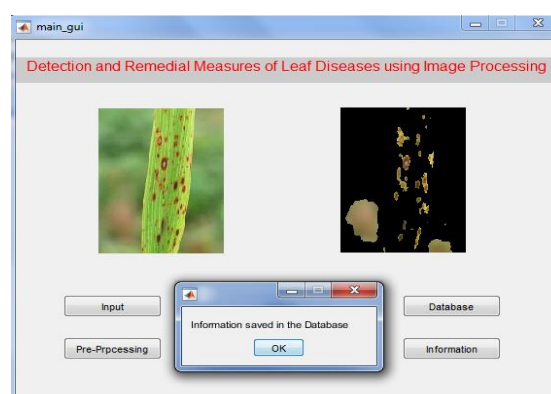 main_gui
Detection and Remedial Measures of Leaf Diseases using Image Processing
Input
Database
Information saved in the Database
OK
Pre-Prpcessing
Information